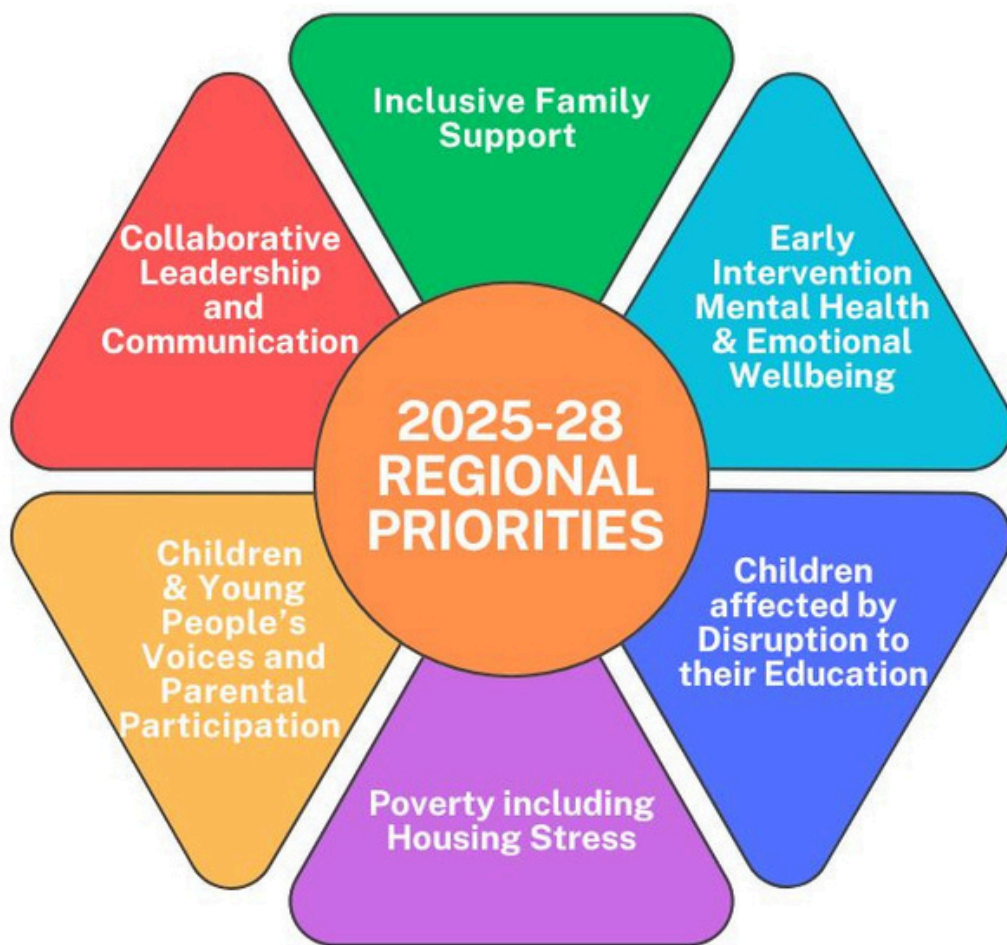 Inclusive Family
Support
Collaborative
Leadership
and
Communication
Early
Intervention
Mental Health
& Emotional
Wellbeing
2025-28
REGIONAL
PRIORITIES
Children
& Young
People’s
Voices and
Parental
Participation
Children
affected by
Disruption to
their Education
Poverty including
Housing Stress